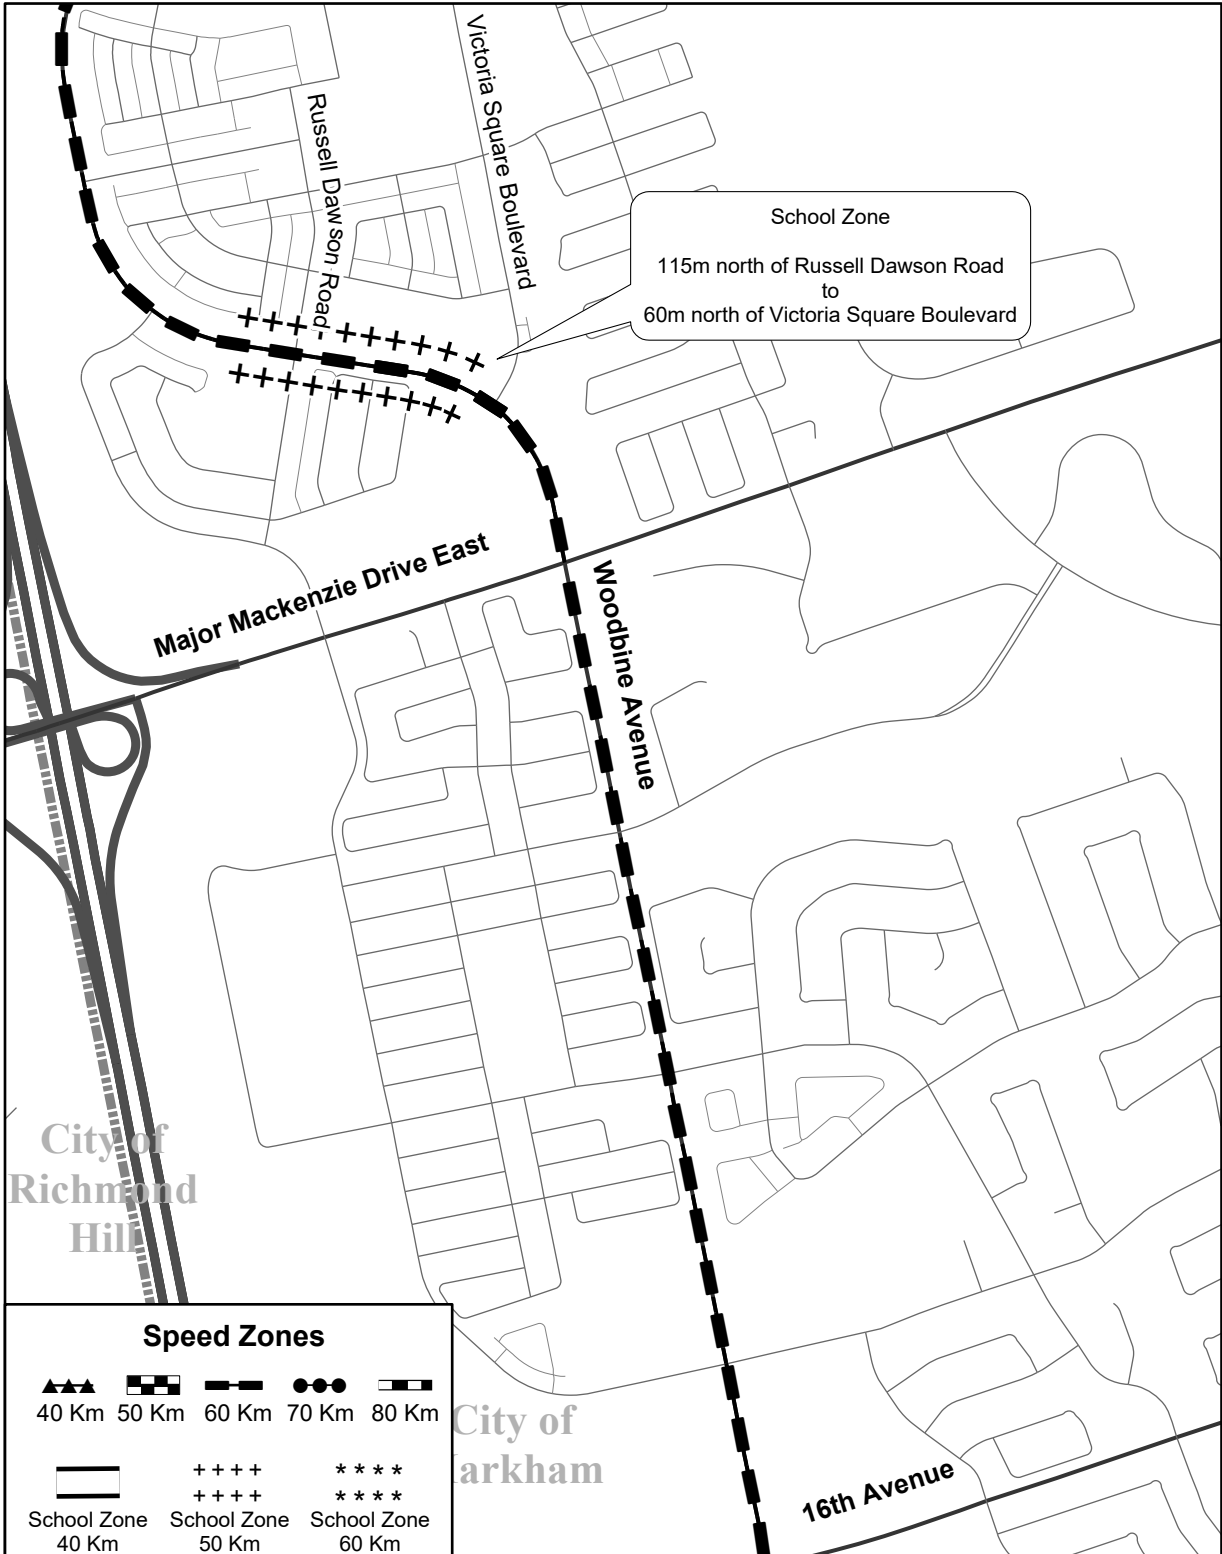 Victoria Square Boulevard
Russell Dawson Road
School Zone
115m north of Russell Dawson Road
to
60m north of Victoria Square Boulevard
Major Mackenzie Drive East
Woodbine Avenue
City of
Richmond
Hill
Speed Zones
40 Km 50 Km 60 Km 70 Km 80 Km
++++ ****
++++ ****
School Zone School Zone School Zone
40 Km 50 Km 60 Km
City of
arkham
16th Avenue